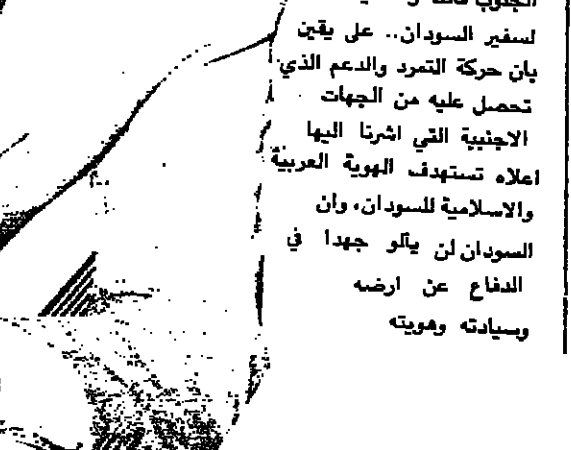 لسفير السودان.. على يقين
بان حركة التمرد والدعم الذي
تحصل عليه من الجهات
الاجنبية التي اشرنا اليها
اعلاه تستهدف الهوية العربية
والاسلامية للسودان، وان
السودان لن يألو جهدا في
الدفاع عن ارضه
وسيادته وهويته